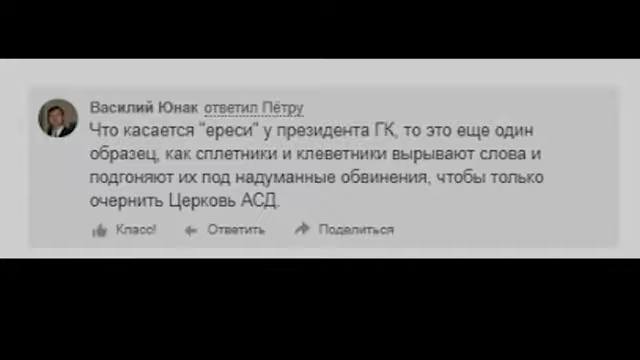 Василий Юнак ответил Пётру
Что касается "ереси" у президента ГК, то это еще один
образец, как сплетники и клеветники вырывают слова и
подгоняют их под надуманные обвинения, чтобы только
очернить Церковь АСД.
Класс! Ответить Поделиться